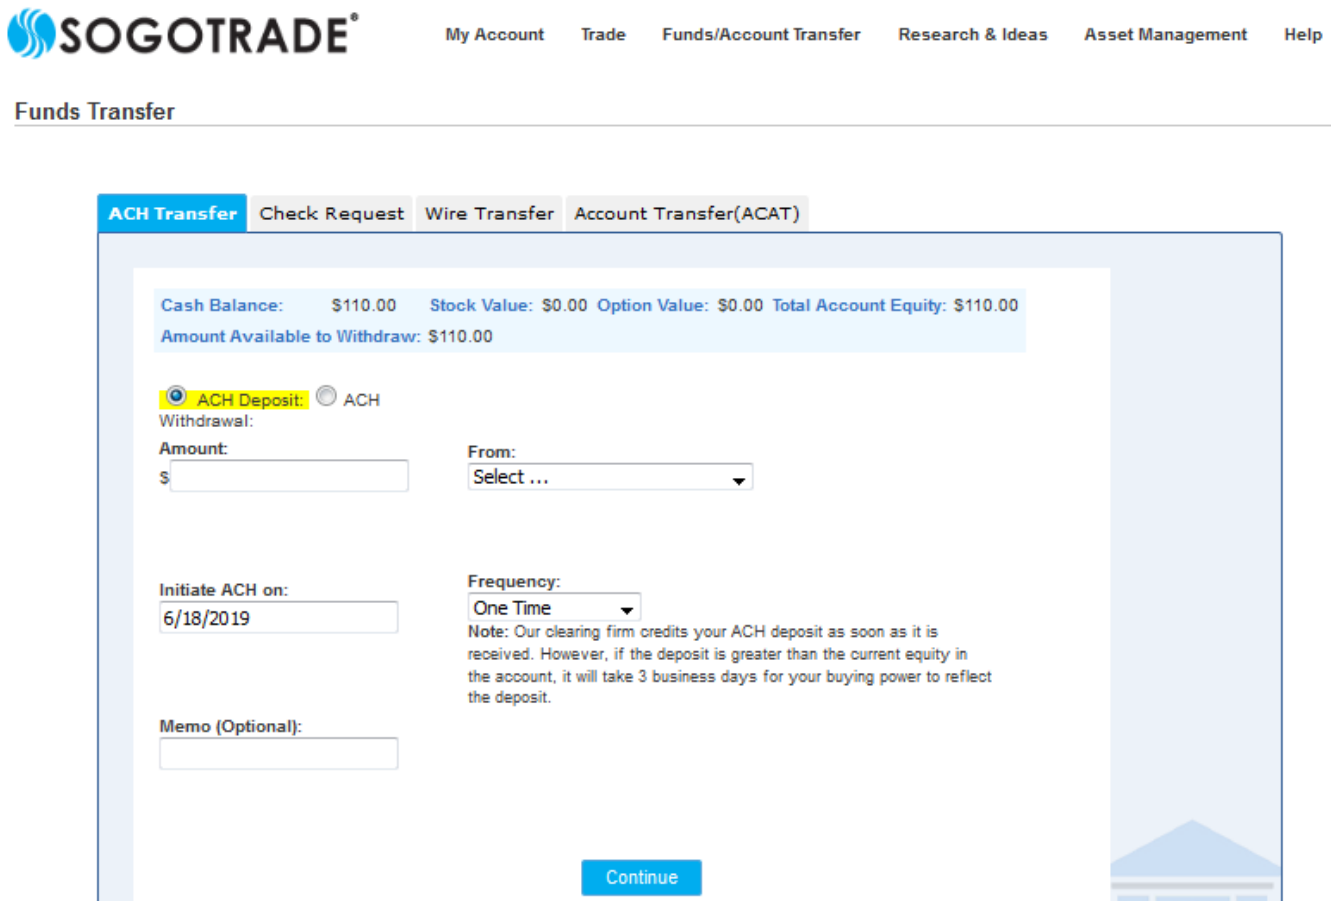 SOGOTRADE®
My Account Trade Funds/Account Transfer Research & Ideas Asset Management Help
Funds Transfer
ACH Transfer Check Request Wire Transfer Account Transfer(ACAT)
Cash Balance: $110.00 Stock Value: $0.00 Option Value: $0.00 Total Account Equity: $110.00
Amount Available to Withdraw: $110.00
ACH Deposit: ACH
Withdrawal:
Amount:
$
From:
Select ...
Initiate ACH on:
6/18/2019
Frequency:
One Time
Note: Our clearing firm credits your ACH deposit as soon as it is
received. However, if the deposit is greater than the current equity in
the account, it will take 3 business days for your buying power to reflect
the deposit.
Memo (Optional):
Continue